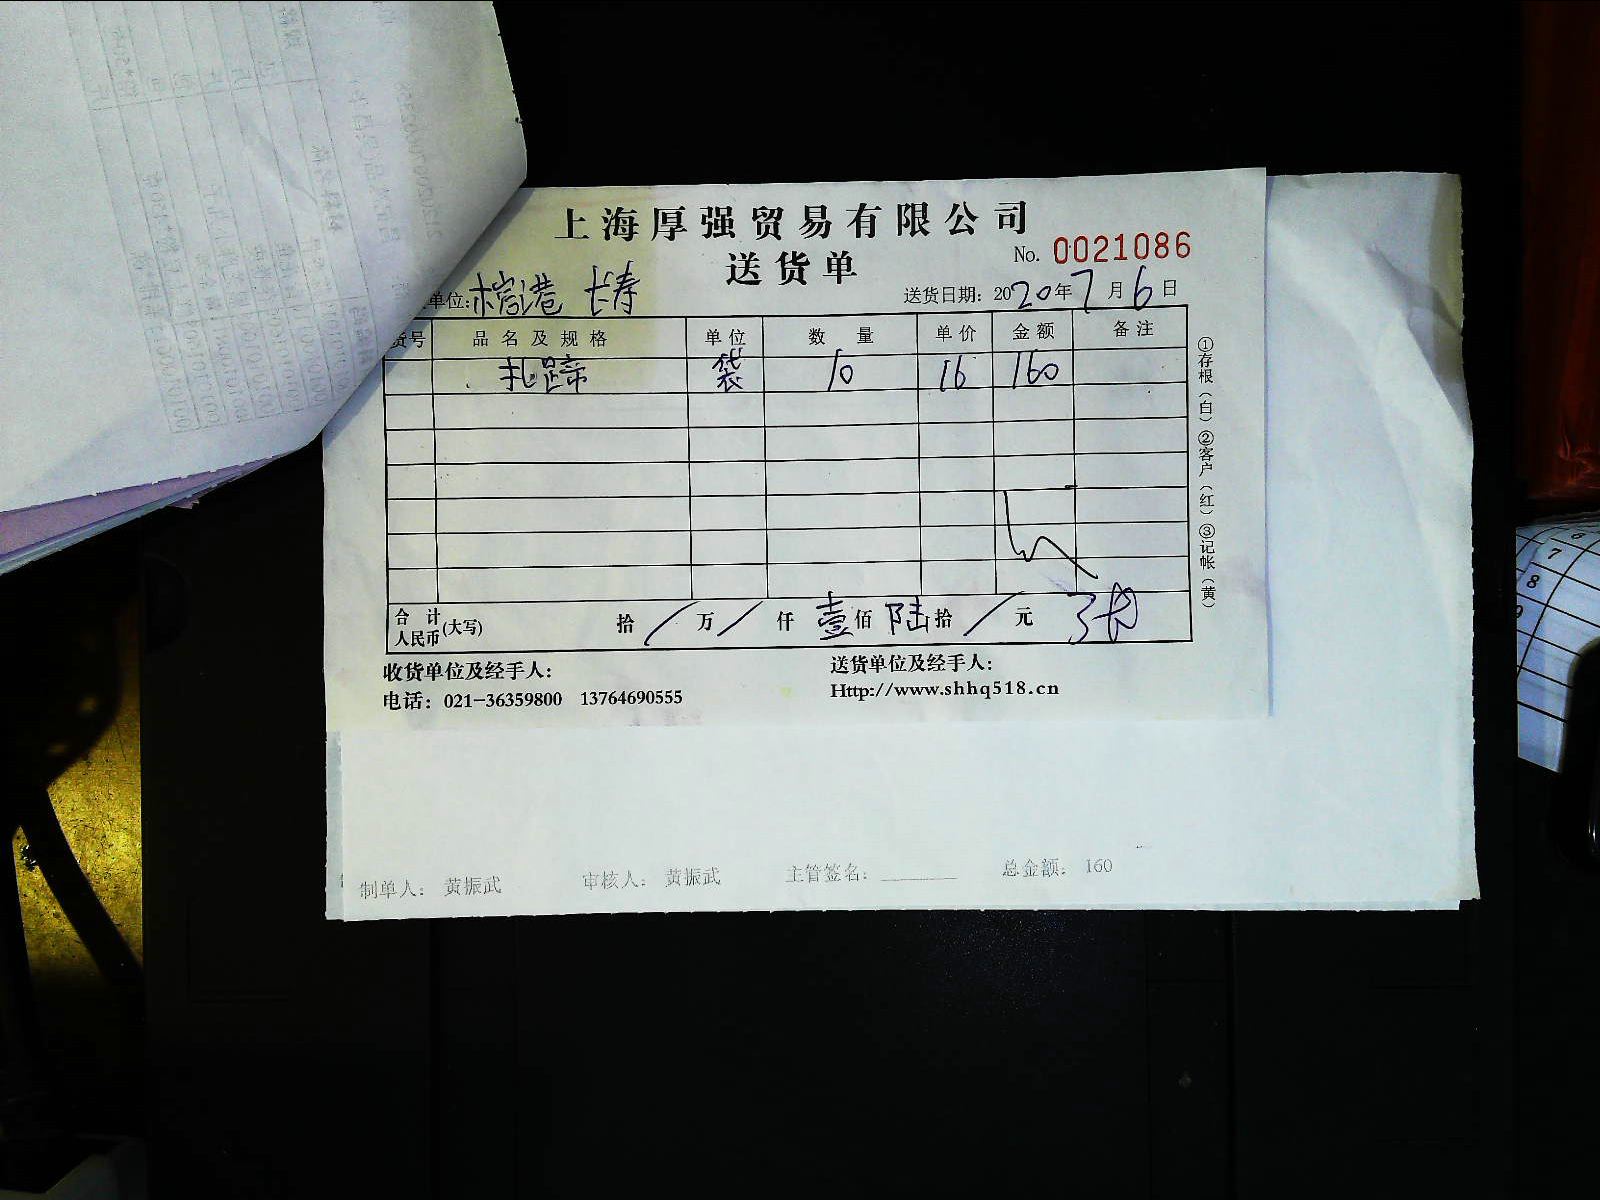 上海厚强贸易有限公司
送货单
No. 0021086
单位: 长寿
送货日期: 2020年7月6日
货号 品名及规格 单位 数量 单价 金额 备注
扎蹄 袋 10 16 160
①存根（白）②客户（红）③记帐（黄）
合计人民币(大写) 拾/万/仟壹佰陆拾/元
收货单位及经手人:
送货单位及经手人:
电话: 021-36359800 13764690555
Http://www.shhq518.cn
制单人: 黄振武 审核人: 黄振武 主管签名: 总金额: 160